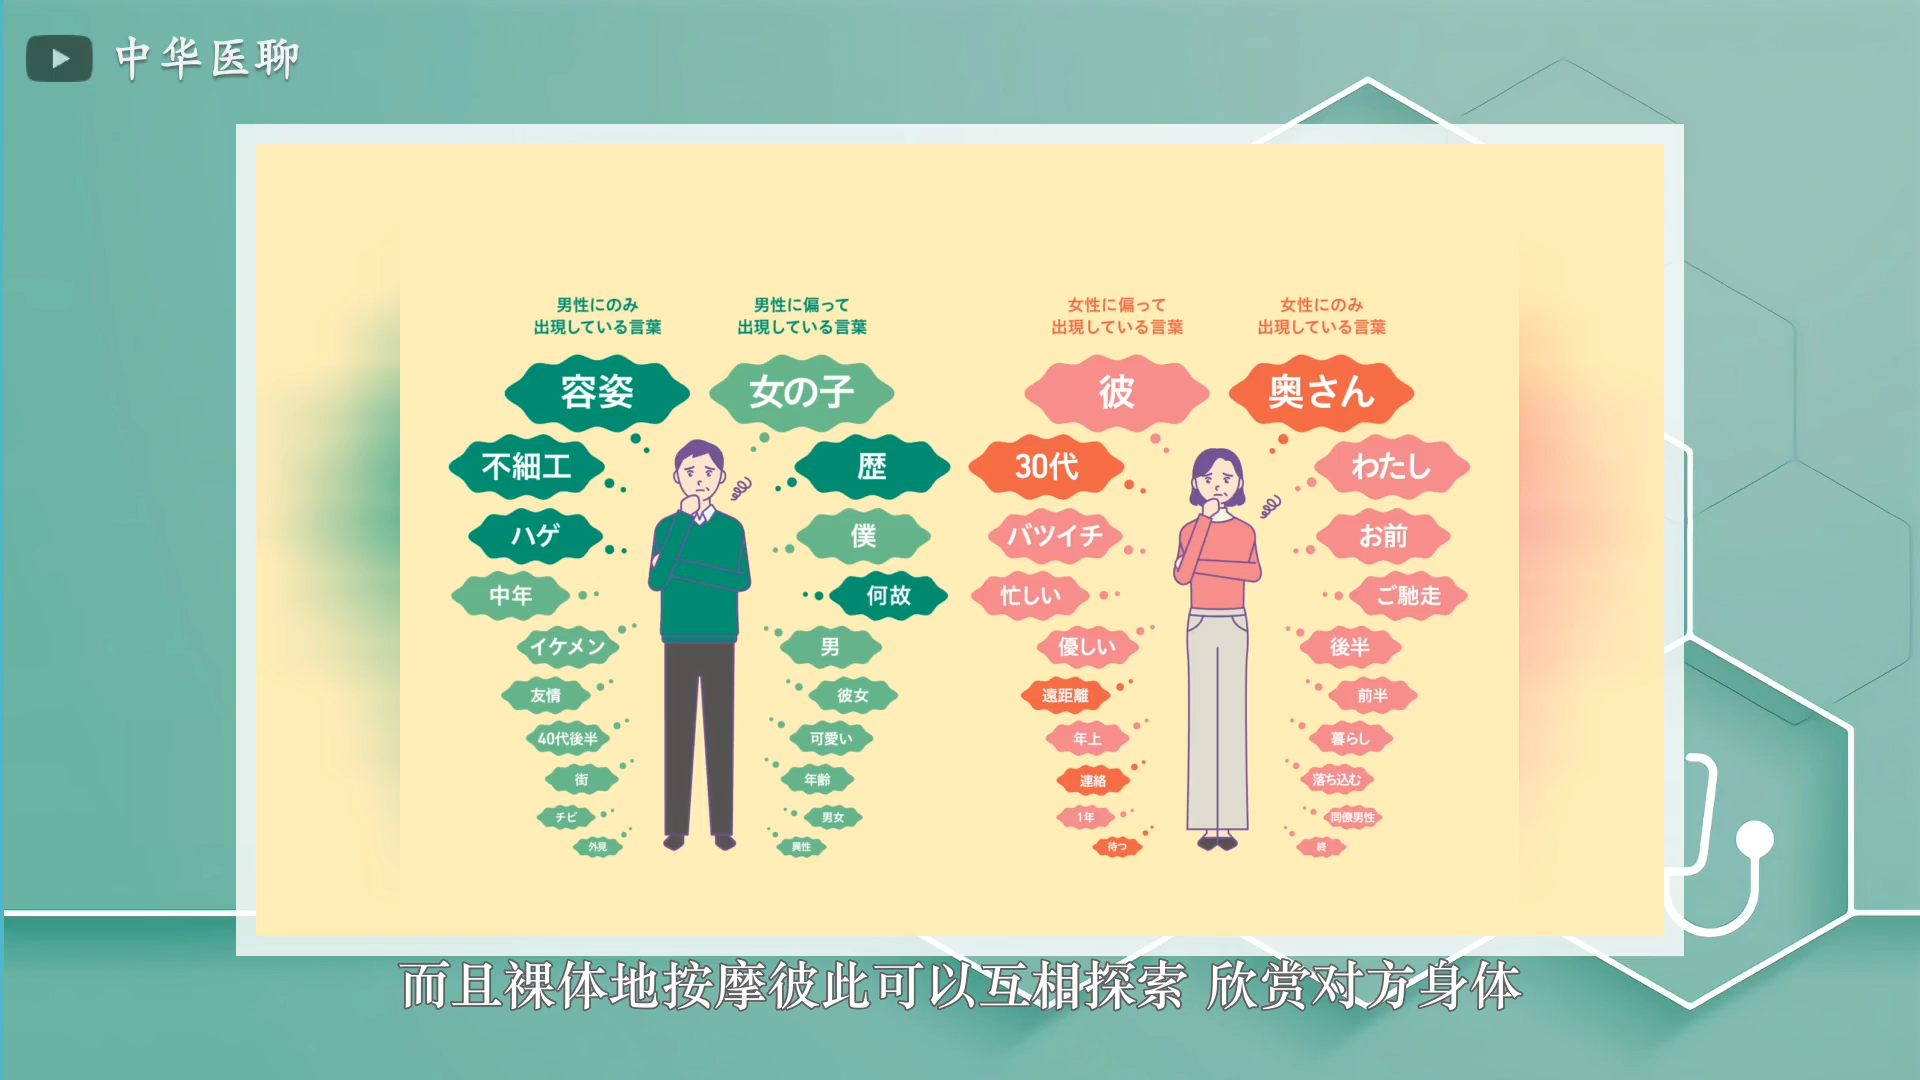 中华医聊
男性にのみ
出現している言葉
男性に偏って
出現している言葉
女性に偏って
出現している言葉
女性にのみ
出現している言葉
容姿
女の子
彼
奥さん
不細工
歴
30代
わたし
ハゲ
僕
バツイチ
お前
中年
何故
忙しい
ご馳走
イケメン
男
優しい
後半
友情
彼女
遠距離
前半
40代後半
可愛い
年上
暮らし
街
年齢
連絡
落ち込む
チビ
男女
1年
同僚男性
外見
異性
待つ
終
而且裸体地按摩彼此可以互相探索 欣赏对方身体